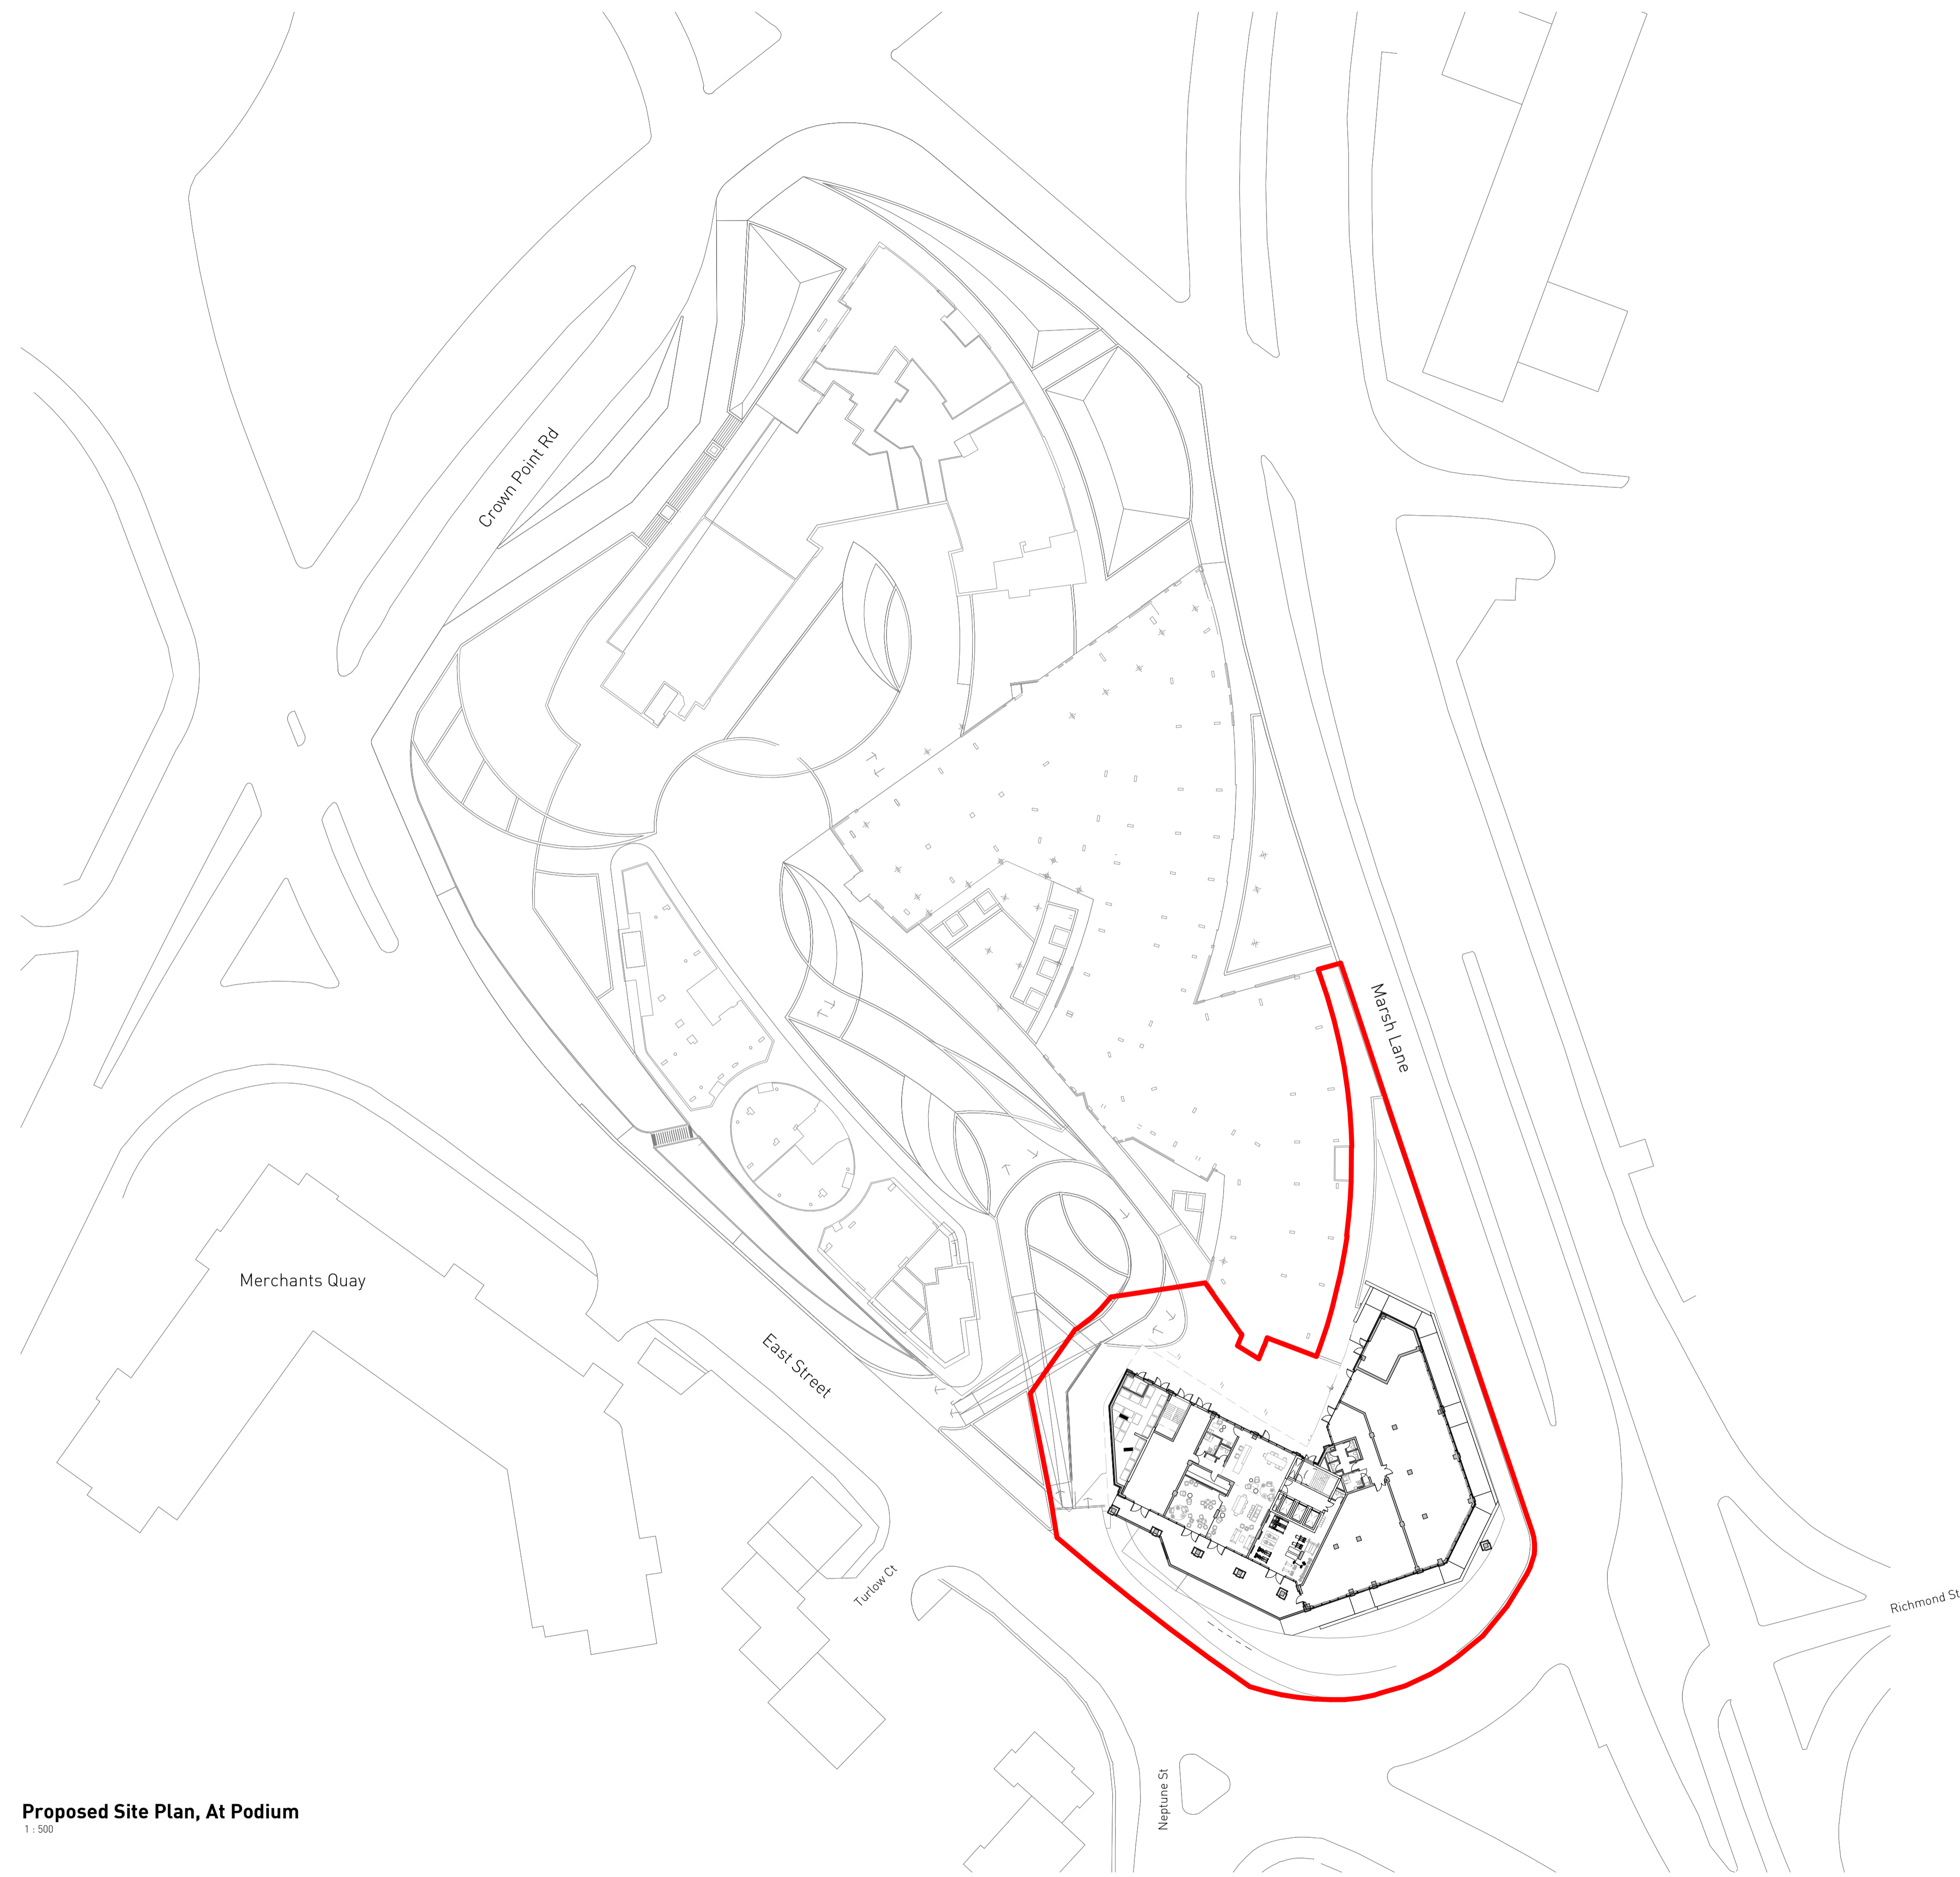 Crown Point Rd
Marsh Lane
Merchants Quay
East Street
Turlow Ct
Richmond St
Neptune St
Proposed Site Plan, At Podium
1 : 500